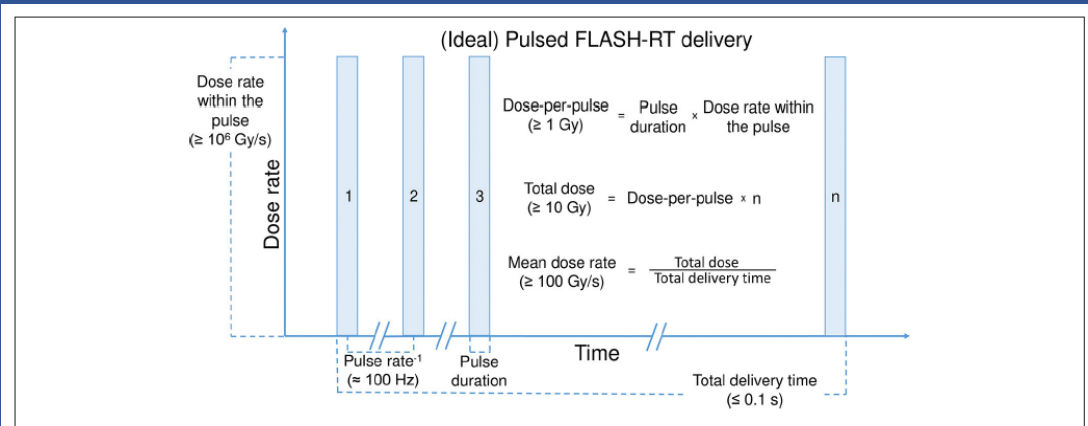 (Ideal) Pulsed FLASH-RT delivery
Dose rate
within the
pulse
(≥ 10⁶ Gy/s)
Dose rate
1
2
3
n
Dose-per-pulse
(≥ 1 Gy)
=
Pulse
duration
×
Dose rate within
the pulse
Total dose
(≥ 10 Gy)
= Dose-per-pulse × n
Mean dose rate
(≥ 100 Gy/s)
=
Total dose
Total delivery time
Time
Pulse rate⁻¹
(≈ 100 Hz)
Pulse
duration
Total delivery time
(≤ 0.1 s)